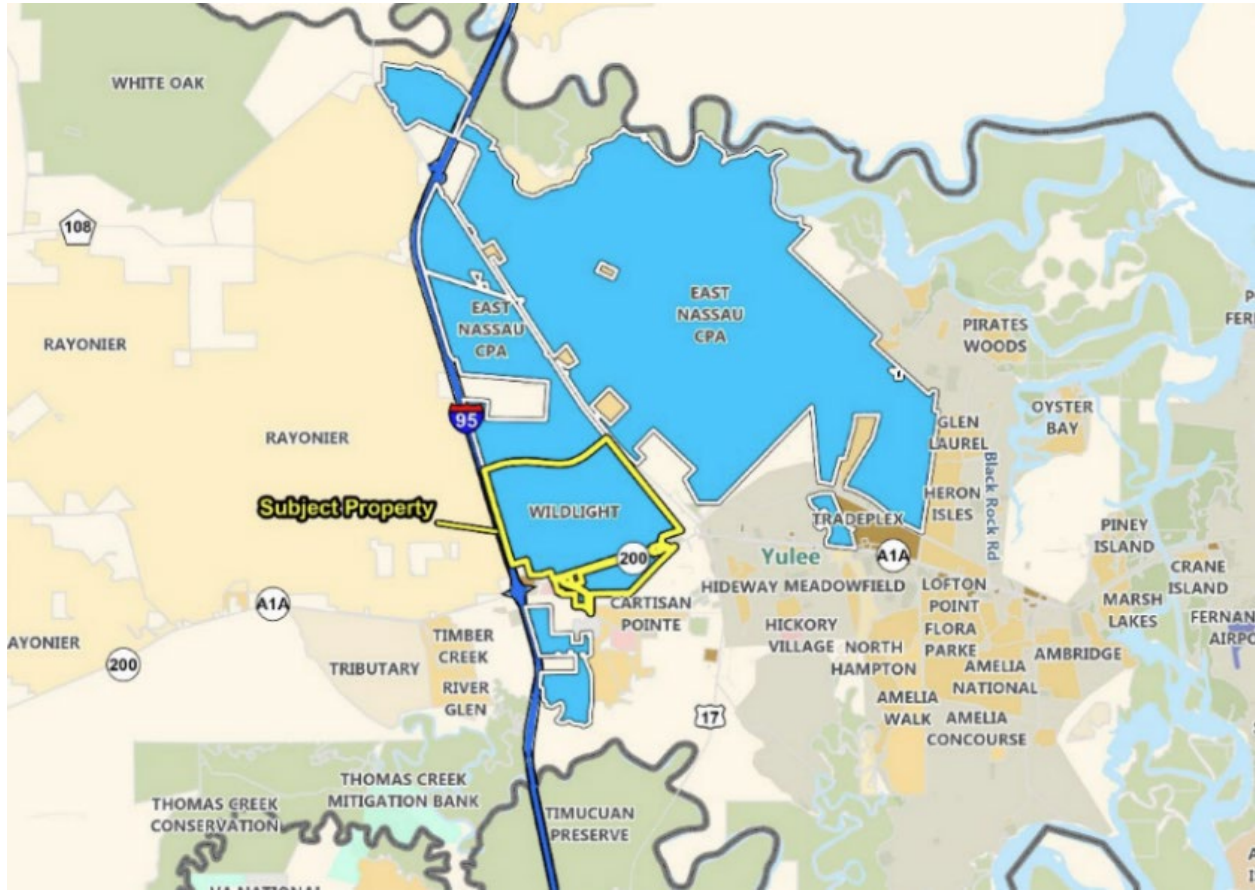 WHITE OAK
108
RAYONIER
EAST
NASSAU
CPA
EAST
NASSAU
CPA
PIRATES
WOODS
95
RAYONIER
OYSTER
BAY
GLEN
LAUREL
Black Rock Rd
Subject Property
WILDLIGHT
HERON
ISLES
TRADEPLEX
PINEY
ISLAND
200
Yulee
A1A
CRANE
ISLAND
HIDEWAY
MEADOWFIELD
LOFTON
POINT
A1A
CARTISAN
POINTE
MARSH
LAKES
HICKORY
VILLAGE
FLORA
PARKE
TIMBER
CREEK
NORTH
HAMPTON
AMBRIDGE
200
TRIBUTARY
AMELIA
NATIONAL
RIVER
GLEN
AMELIA
WALK
AMELIA
CONCOURSE
17
THOMAS CREEK
MITIGATION BANK
THOMAS CREEK
CONSERVATION
TIMUCUAN
PRESERVE